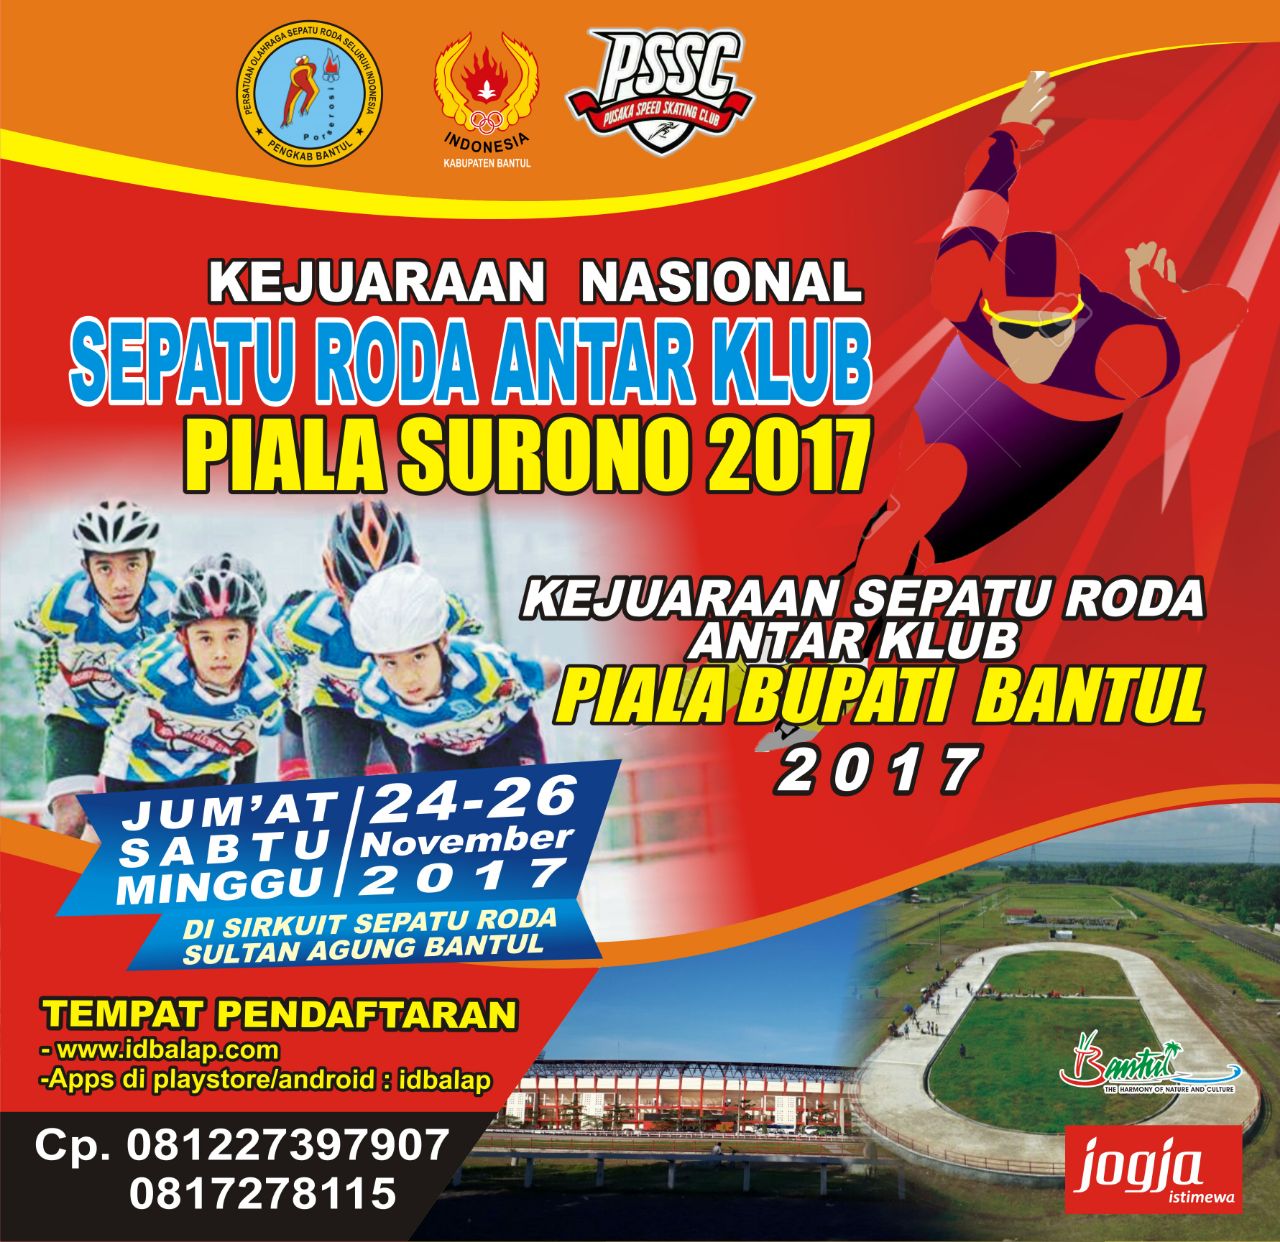 PERSATUAN OLAHRAGA SEPATU RODA SELURUH INDONESIA
Porserosi
★ PENGKAB BANTUL ★
INDONESIA
KABUPATEN BANTUL
PSSC
PUSAKA SPEED SKATING CLUB
KEJUARAAN NASIONAL
SEPATU RODA ANTAR KLUB
PIALA SURONO 2017
KEJUARAAN SEPATU RODA
ANTAR KLUB
PIALA BUPATI BANTUL
2017
JUM'AT
SABTU
MINGGU
24-26
November
2017
DI SIRKUIT SEPATU RODA
SULTAN AGUNG BANTUL
TEMPAT PENDAFTARAN
- www.idbalap.com
-Apps di playstore/android : idbalap
Cp. 081227397907
0817278115
Bantul
THE HARMONY OF NATURE AND CULTURE
jogja
istimewa